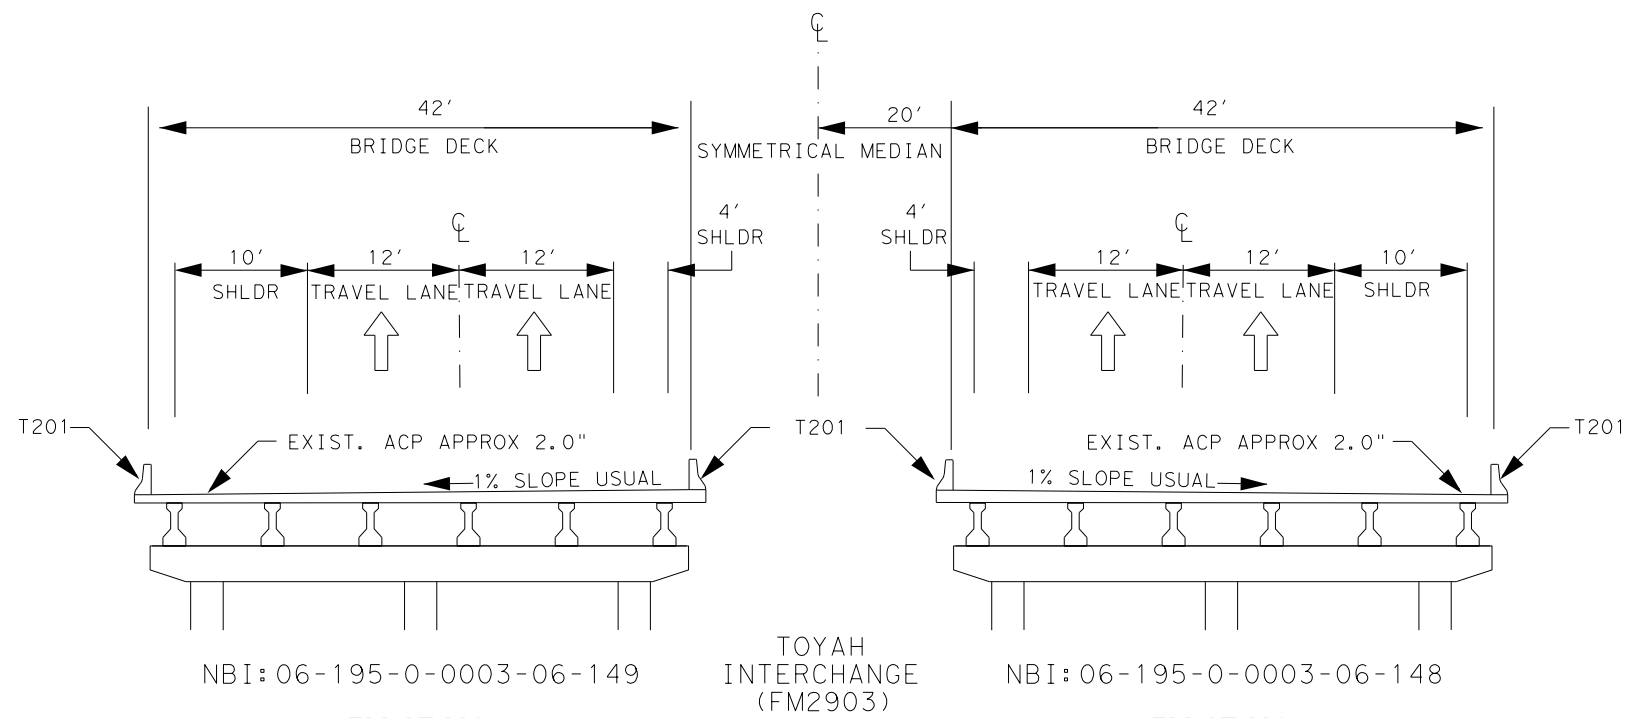 ℄
42'
20'
42'
BRIDGE DECK
SYMMETRICAL MEDIAN
BRIDGE DECK
4'
SHLDR
4'
SHLDR
℄
℄
10'
12'
12'
12'
12'
10'
SHLDR
TRAVEL LANE
TRAVEL LANE
TRAVEL LANE
TRAVEL LANE
SHLDR
T201
EXIST. ACP APPROX 2.0"
T201
EXIST. ACP APPROX 2.0"
T201
1% SLOPE USUAL
1% SLOPE USUAL
NBI:06-195-0-0003-06-149
TOYAH
INTERCHANGE
(FM2903)
NBI:06-195-0-0003-06-148